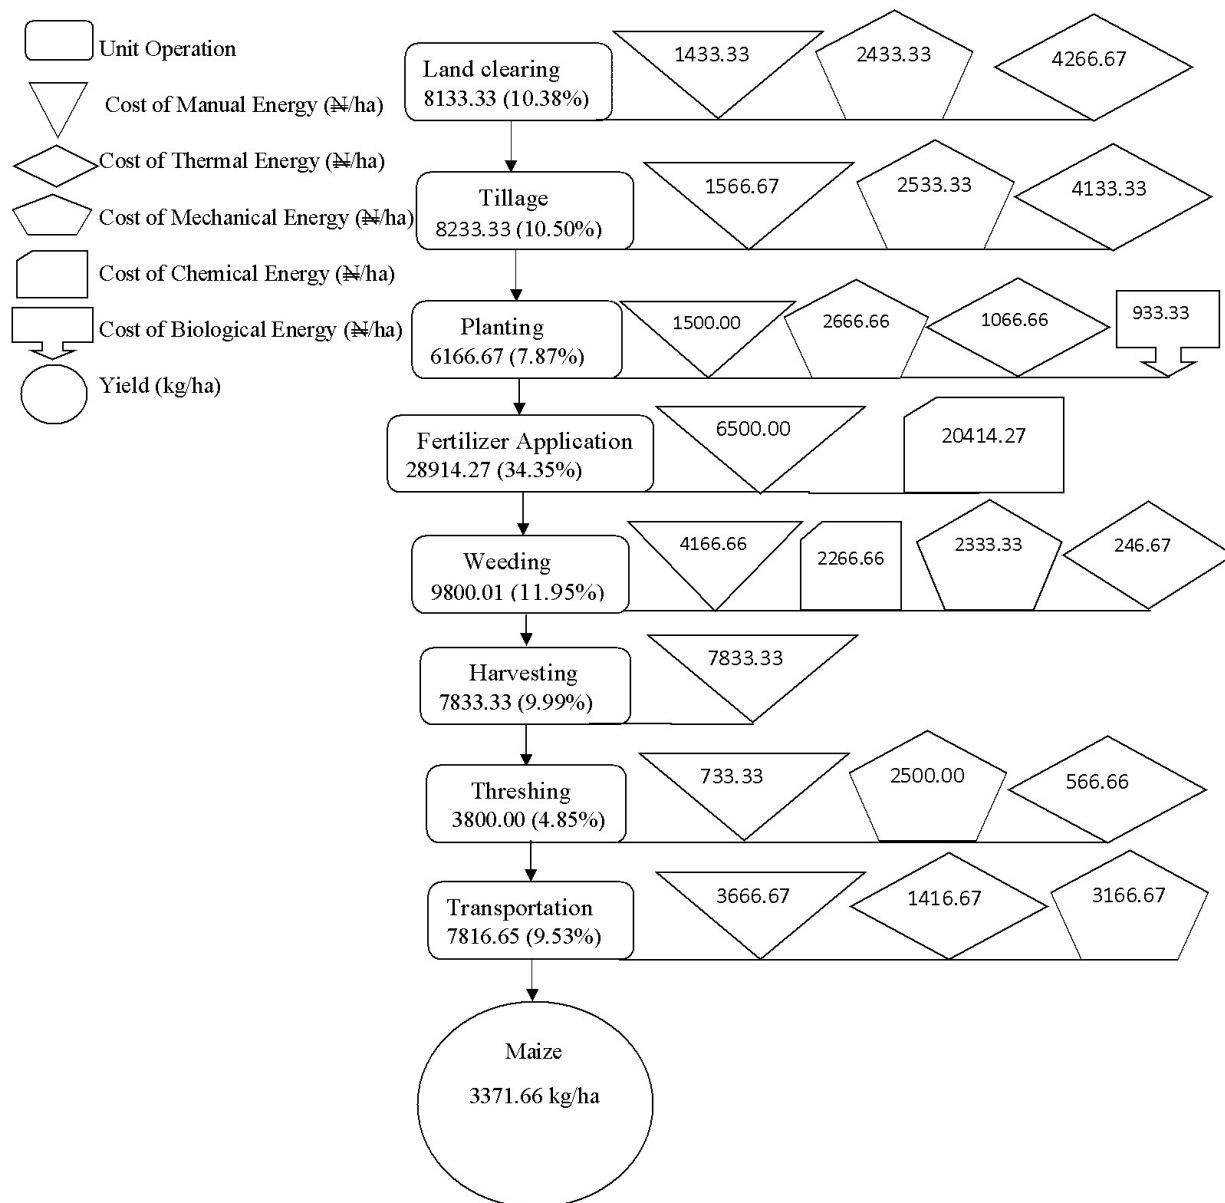 Unit Operation
Cost of Manual Energy (₦/ha)
Cost of Thermal Energy (₦/ha)
Cost of Mechanical Energy (₦/ha)
Cost of Chemical Energy (₦/ha)
Cost of Biological Energy (₦/ha)
Yield (kg/ha)
Land clearing
8133.33 (10.38%)
1433.33
2433.33
4266.67
Tillage
8233.33 (10.50%)
1566.67
2533.33
4133.33
Planting
6166.67 (7.87%)
1500.00
2666.66
1066.66
933.33
Fertilizer Application
28914.27 (34.35%)
6500.00
20414.27
Weeding
9800.01 (11.95%)
4166.66
2266.66
2333.33
246.67
Harvesting
7833.33 (9.99%)
7833.33
Threshing
3800.00 (4.85%)
733.33
2500.00
566.66
Transportation
7816.65 (9.53%)
3666.67
1416.67
3166.67
Maize
3371.66 kg/ha